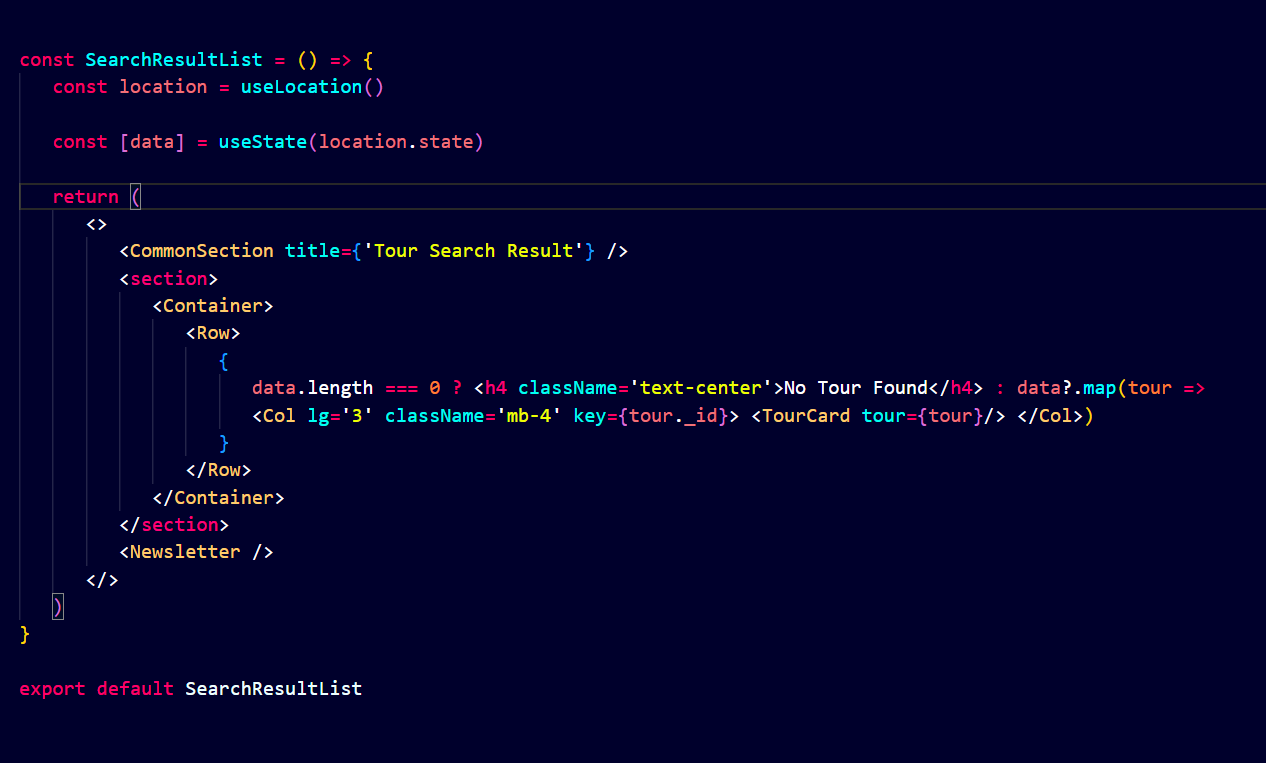 const SearchResultList = () => {
const location = useLocation()
const [data] = useState(location.state)
return (
<>
<CommonSection title={'Tour Search Result'} />
<section>
<Container>
<Row>
{
data.length === 0 ? <h4 className='text-center'>No Tour Found</h4> : data?.map(tour =>
<Col lg='3' className='mb-4' key={tour._id}> <TourCard tour={tour}/> </Col>)
}
</Row>
</Container>
</section>
<Newsletter />
</>
)
}
export default SearchResultList